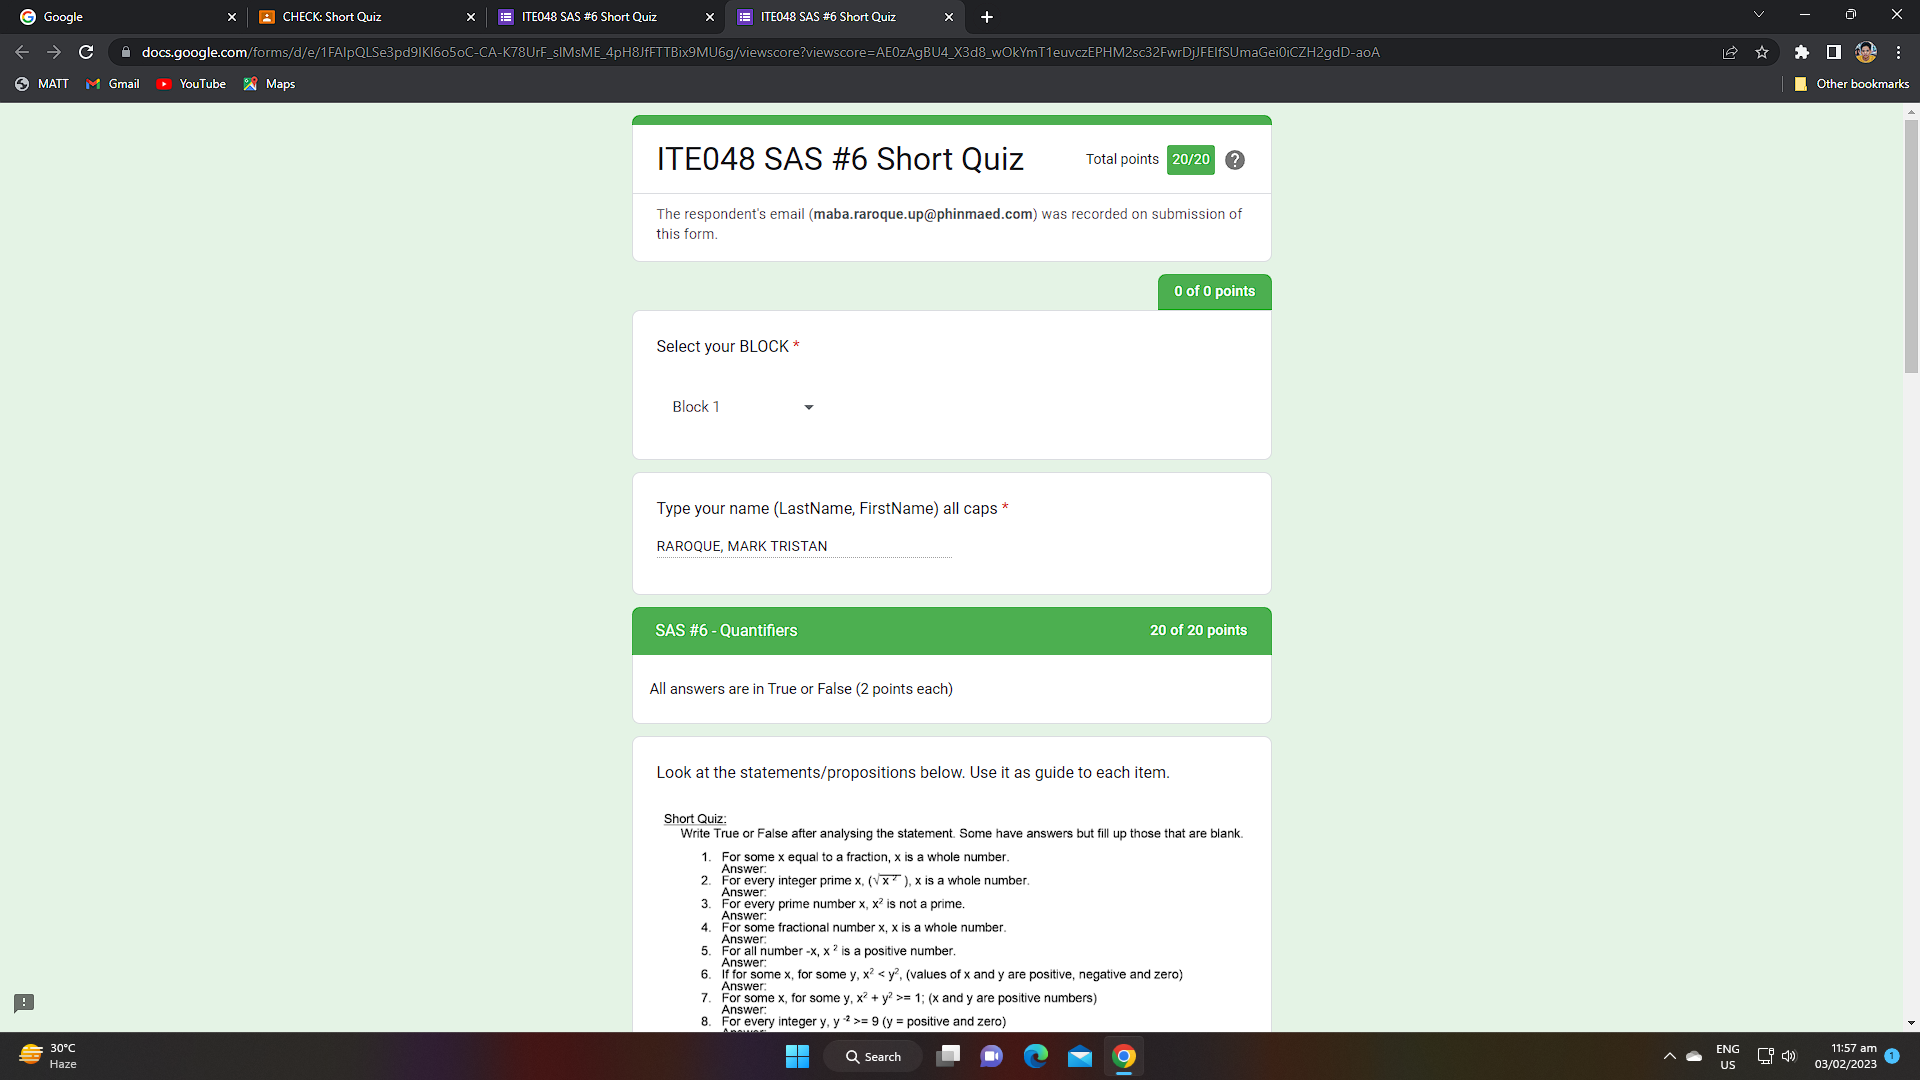 Google
CHECK: Short Quiz
ITE048 SAS #6 Short Quiz
ITE048 SAS #6 Short Quiz
docs.google.com/forms/d/e/1FAIpQLSe3pd9IKI6o5oC-CA-K78UrF_slMsME_4pH8JfFTTBix9MU6g/viewscore?viewscore=AE0zAgBU4_X3d8_wOkYmT1euvczEPHM2sc32FwrDjJFEIfSUmaGei0iCZH2gdD-aoA
MATT
Gmail
YouTube
Maps
Other bookmarks
ITE048 SAS #6 Short Quiz
Total points 20/20
The respondent's email (maba.raroque.up@phinmaed.com) was recorded on submission of
this form.
0 of 0 points
Select your BLOCK *
Block 1
Type your name (LastName, FirstName) all caps *
RAROQUE, MARK TRISTAN
SAS #6 - Quantifiers
20 of 20 points
All answers are in True or False (2 points each)
Look at the statements/propositions below. Use it as guide to each item.
Short Quiz:
Write True or False after analysing the statement. Some have answers but fill up those that are blank.
1. For some x equal to a fraction, x is a whole number.
Answer:
2. For every integer prime x, (√x ² ), x is a whole number.
Answer:
3. For every prime number x, x² is not a prime.
Answer:
4. For some fractional number x, x is a whole number.
Answer:
5. For all number -x, x ² is a positive number.
Answer:
6. If for some x, for some y, x² < y², (values of x and y are positive, negative and zero)
Answer:
7. For some x, for some y, x² + y² >= 1; (x and y are positive numbers)
Answer:
8. For every integer y, y ⁻² >= 9 (y = positive and zero)
30°C
Haze
Search
ENG
US
11:57 am
03/02/2023
1